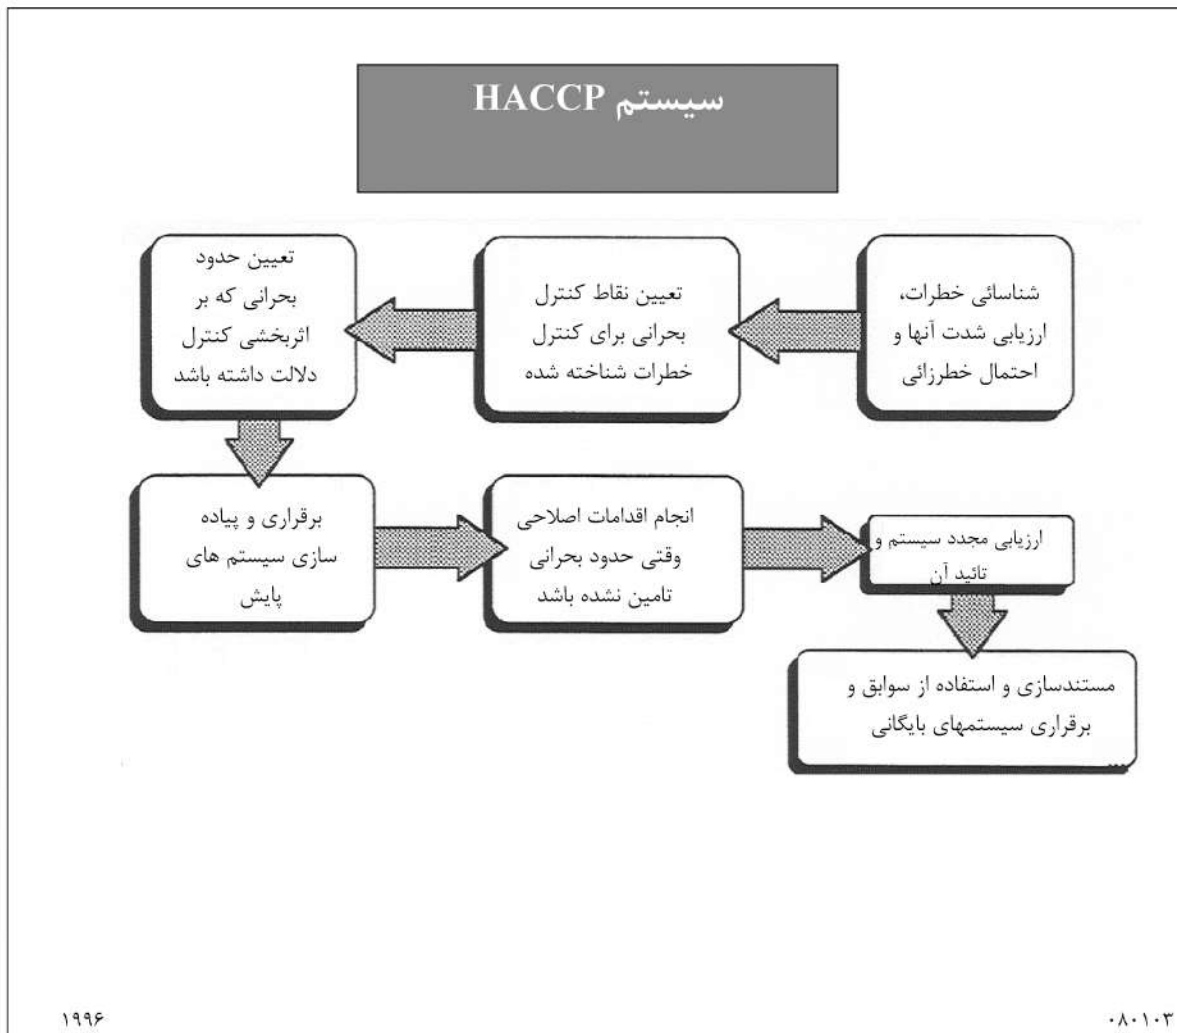 سیستم HACCP
شناسائی خطرات،
ارزیابی شدت آنها و
احتمال خطرزائی
تعیین نقاط کنترل
بحرانی برای کنترل
خطرات شناخته شده
تعیین حدود
بحرانی که بر
اثربخشی کنترل
دلالت داشته باشد
برقراری و پیاده
سازی سیستم های
پایش
انجام اقدامات اصلاحی
وقتی حدود بحرانی
تامین نشده باشد
ارزیابی مجدد سیستم و
تائید آن
مستندسازی و استفاده از سوابق و
برقراری سیستمهای بایگانی
...
۰۸۰۱۰۳
۱۹۹۶